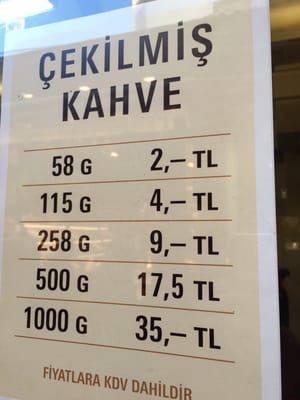 ÇEKİLMİŞ
KAHVE
58 G 2,– TL
115 G 4,– TL
258 G 9,– TL
500 G 17,5 TL
1000 G 35,– TL
FİYATLARA KDV DAHİLDİR